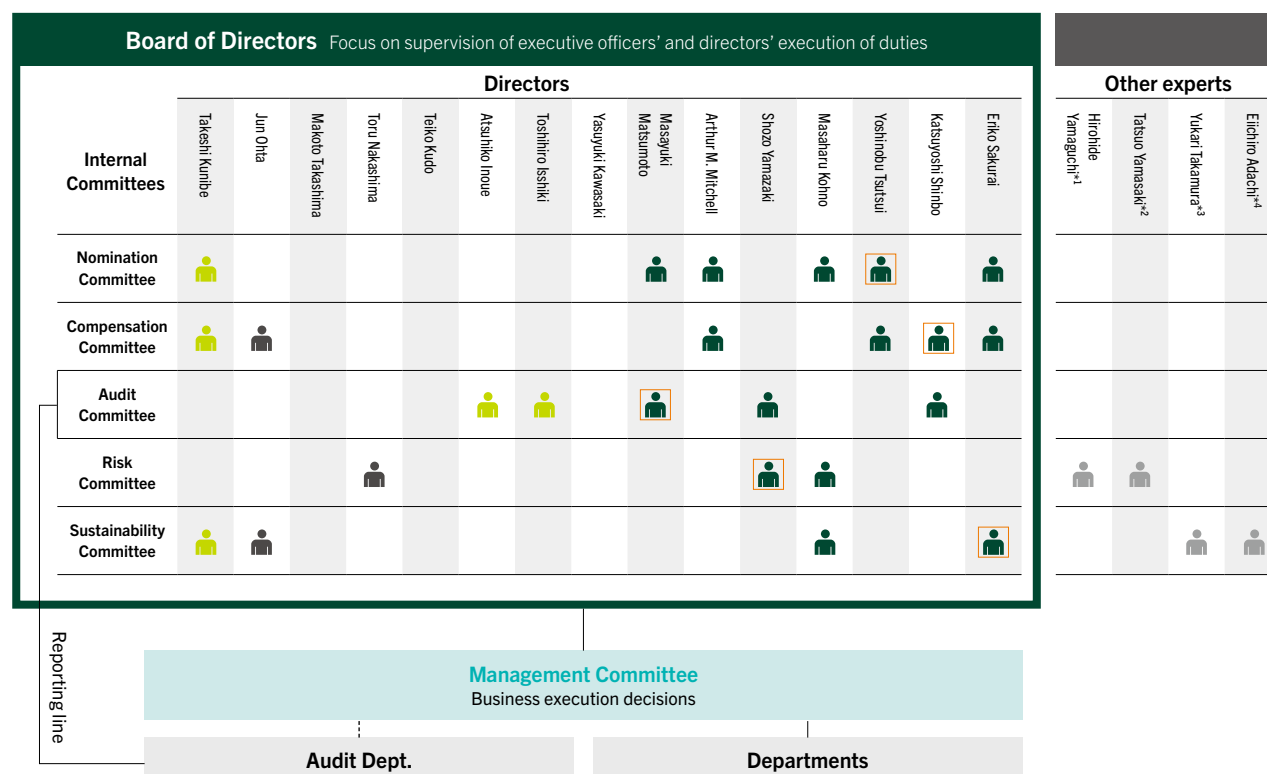 Board of Directors Focus on supervision of executive officers' and directors' execution of duties
Directors
Other experts
Internal
Committees
Takeshi Kunibe
Jun Ohta
Makoto Takashima
Toru Nakashima
Teiko Kudo
Atsuhiko Inoue
Toshihiro Isshiki
Yasuyuki Kawasaki
Masayuki
Matsumoto
Arthur M. Mitchell
Shozo Yamazaki
Masaharu Kohno
Yoshinobu Tsutsui
Katsuyoshi Shinbo
Eriko Sakurai
Hirohide
Yamaguchi*1
Tatsuo Yamasaki*2
Yukari Takamura*3
Eiichiro Adachi*4
Nomination
Committee
Compensation
Committee
Audit
Committee
Risk
Committee
Sustainability
Committee
Reporting line
Management Committee
Business execution decisions
Audit Dept.
Departments